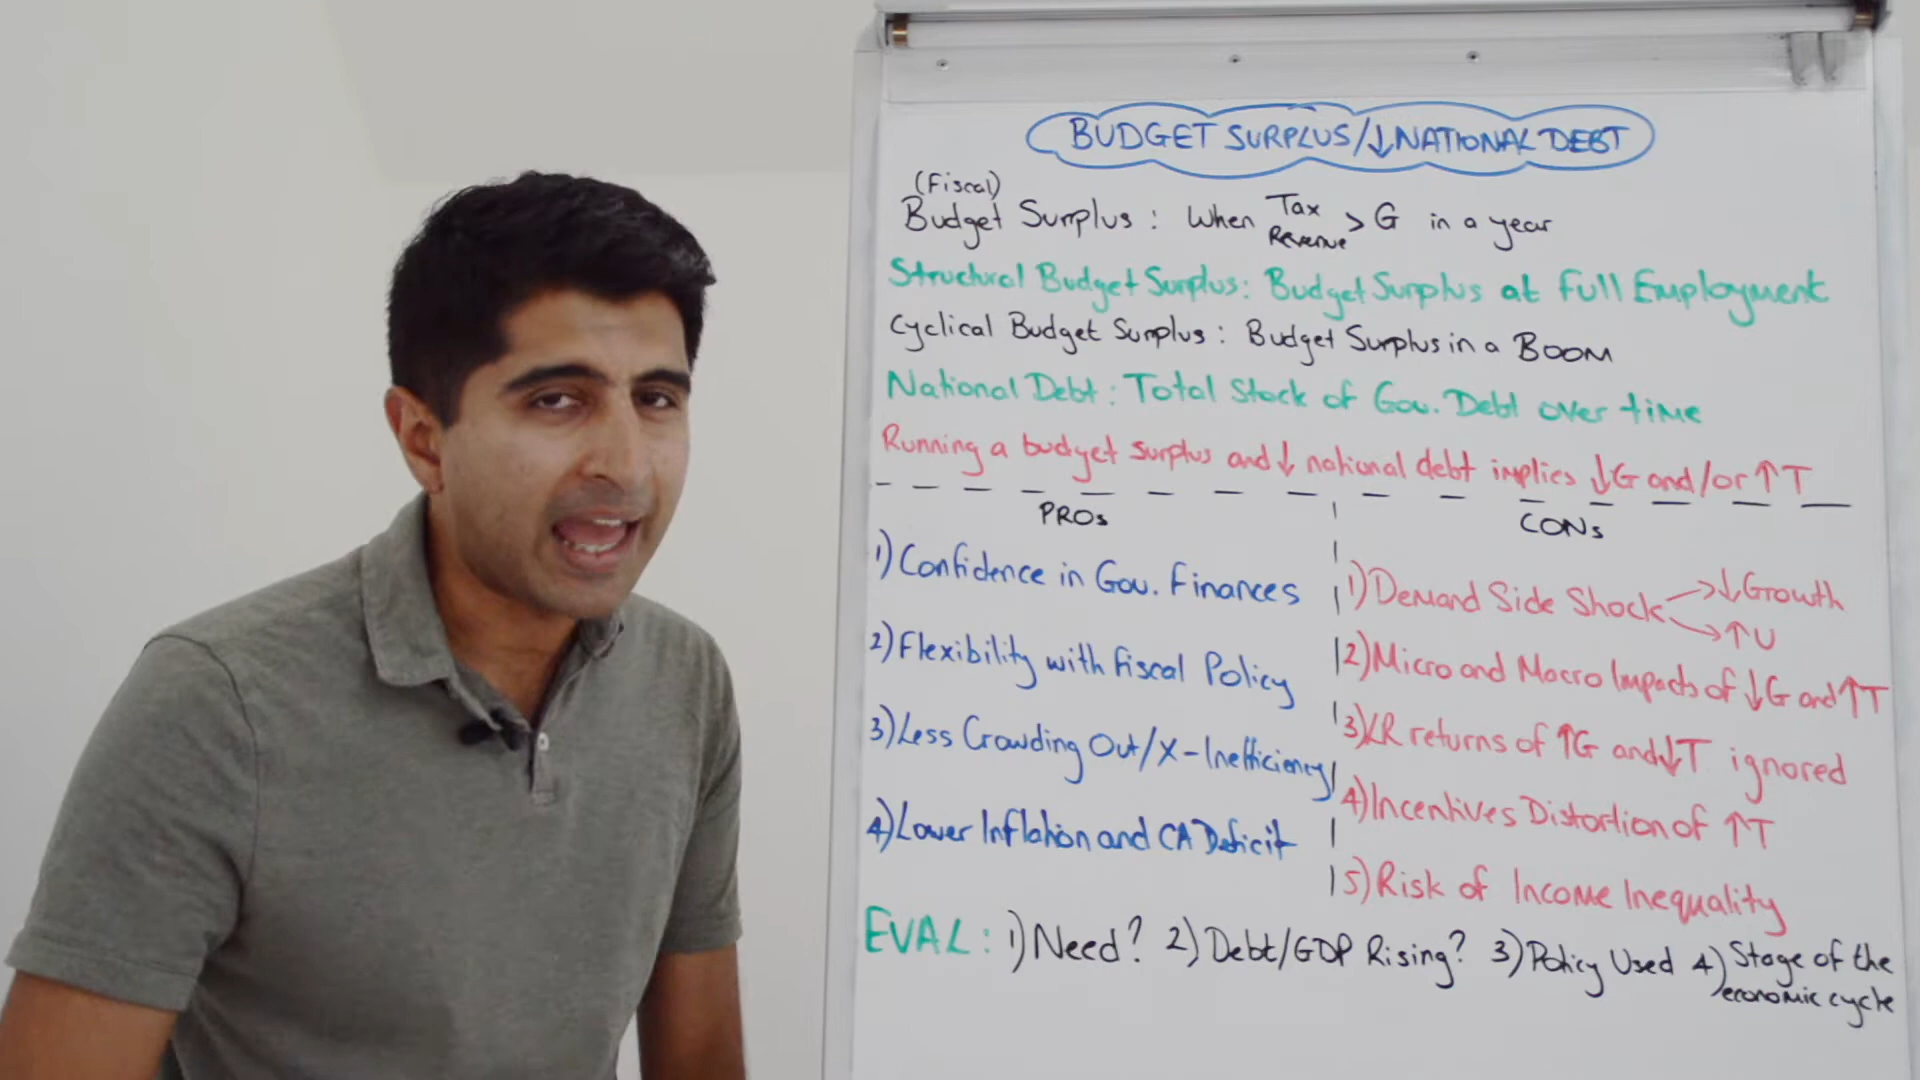 BUDGET SURPLUS/↓NATIONAL DEBT
(Fiscal)
Budget Surplus : When Tax Revenue > G in a year
Structural Budget Surplus: Budget Surplus at Full Employment
Cyclical Budget Surplus : Budget Surplus in a BOOM
National Debt : Total Stock of Gov. Debt over time
Running a budget surplus and ↓ national debt implies ↓G and/or ↑T
PROs
1) Confidence in Gov. Finances
2) Flexibility with Fiscal Policy
3) Less Crowding Out/X-Inefficiency
4) Lower Inflation and CA Deficit
CONs
1) Demand Side Shock → ↓Growth
→ ↑U
2) Micro and Macro Impacts of ↓G and ↑T
3) LR returns of ↑G and ↓T ignored
4) Incentives Distortion of ↑T
5) Risk of Income Inequality
EVAL: 1) Need? 2) Debt/GDP Rising? 3) Policy Used 4) Stage of the
economic cycle